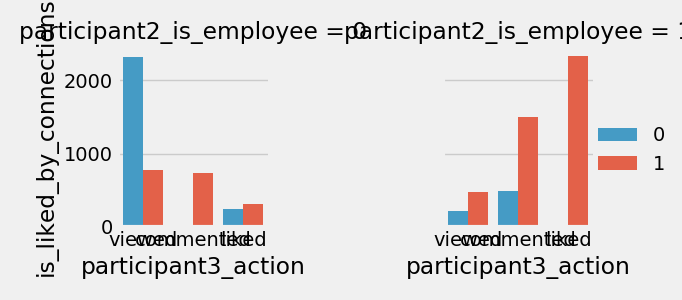 participant2_is_employee = 0
participant2_is_employee = 1
is_liked_by_connections
2000
1000
0
viewed
commented
liked
viewed
commented
liked
participant3_action
participant3_action
0
1